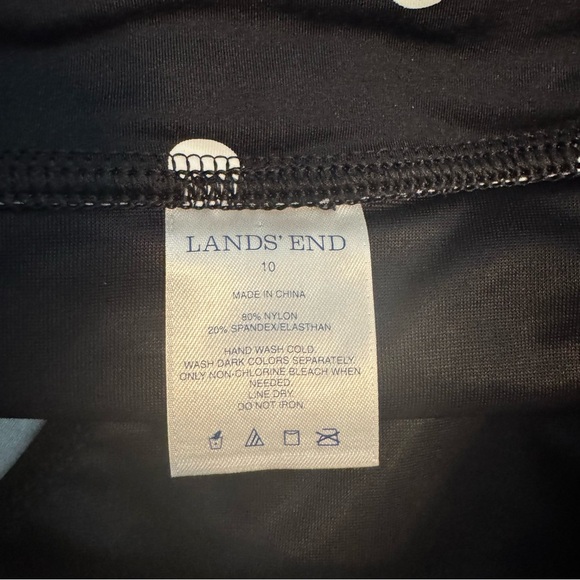 LANDS' END
10
MADE IN CHINA
80% NYLON
20% SPANDEX/ELASTHAN
HAND WASH COLD.
WASH DARK COLORS SEPARATELY.
ONLY NON-CHLORINE BLEACH WHEN
NEEDED.
LINE DRY.
DO NOT IRON.